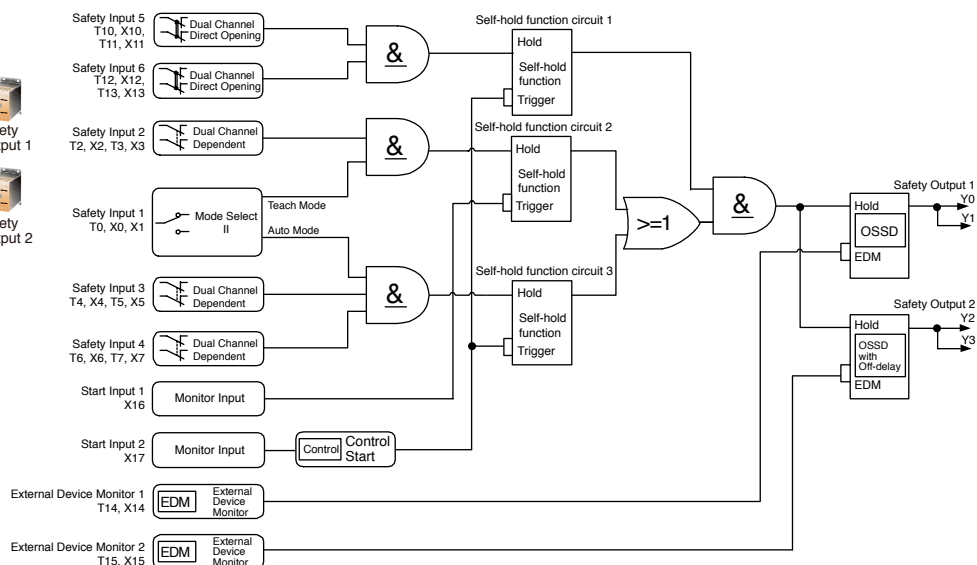 Safety Input 5
T10, X10,
T11, X11
Dual Channel
Direct Opening
&
Self-hold function circuit 1
Hold
Self-hold
function
Trigger
Safety Input 6
T12, X12,
T13, X13
Dual Channel
Direct Opening
put 1
Safety Input 2
T2, X2, T3, X3
Dual Channel
Dependent
&
Self-hold function circuit 2
Hold
Self-hold
function
Trigger
put 2
Safety Input 1
T0, X0, X1
Mode Select
II
Teach Mode
Auto Mode
>=1
&
Safety Output 1
Hold
OSSD
EDM
Y0
Y1
Safety Input 3
T4, X4, T5, X5
Dual Channel
Dependent
&
Self-hold function circuit 3
Hold
Self-hold
function
Trigger
Safety Output 2
Hold
OSSD
with
Off-delay
EDM
Y2
Y3
Safety Input 4
T6, X6, T7, X7
Dual Channel
Dependent
Start Input 1
X16
Monitor Input
Start Input 2
X17
Monitor Input
Control
Control
Start
External Device Monitor 1
T14, X14
EDM
External
Device
Monitor
External Device Monitor 2
T15, X15
EDM
External
Device
Monitor